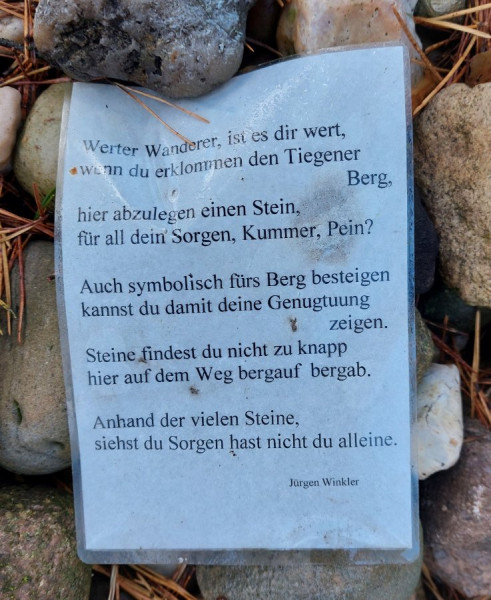 Werter Wanderer, ist es dir wert,
wenn du erklommen den Tiegener
Berg,
hier abzulegen einen Stein,
für all dein Sorgen, Kummer, Pein?
Auch symbolisch fürs Berg besteigen
kannst du damit deine Genugtuung
zeigen.
Steine findest du nicht zu knapp
hier auf dem Weg bergauf bergab.
Anhand der vielen Steine,
siehst du Sorgen hast nicht du alleine.
Jürgen Winkler